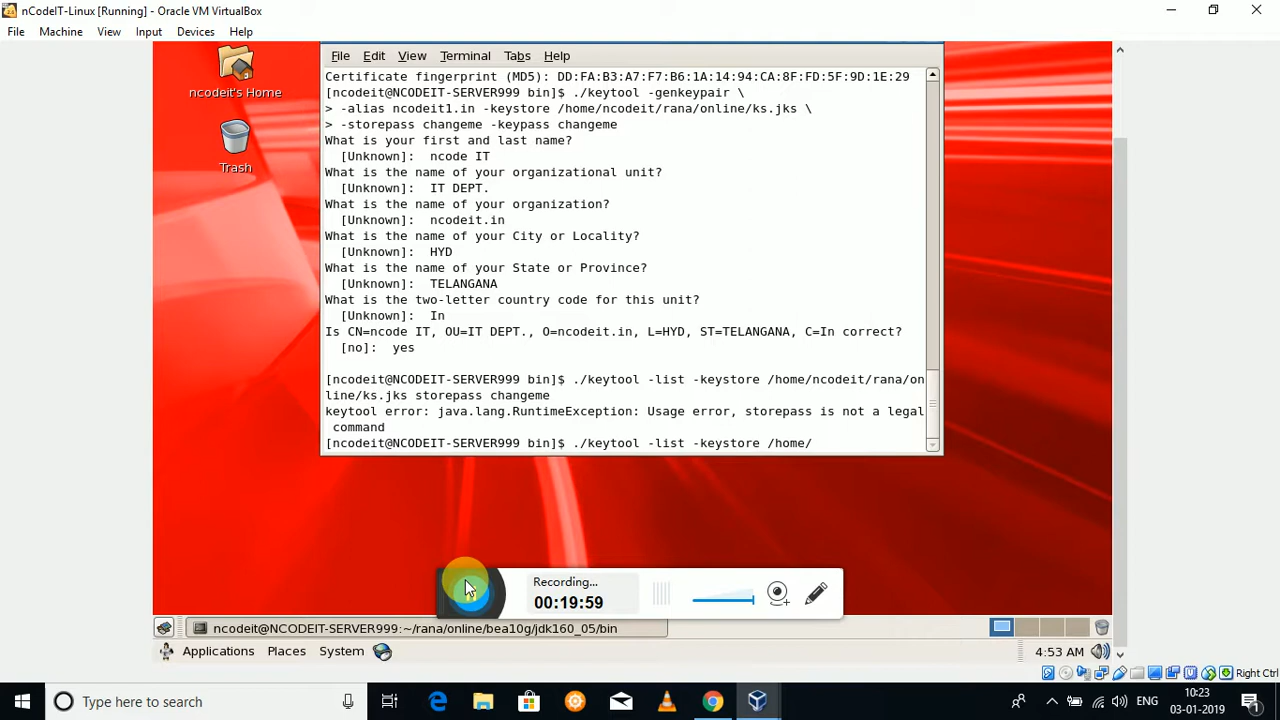 nCodeIT-Linux [Running] - Oracle VM VirtualBox
File Machine View Input Devices Help
ncodeit's Home
Trash
File Edit View Terminal Tabs Help
Certificate fingerprint (MD5): DD:FA:B3:A7:F7:B6:1A:14:94:CA:8F:FD:5F:9D:1E:29
[ncodeit@NCODEIT-SERVER999 bin]$ ./keytool -genkeypair \
> -alias ncodeit1.in -keystore /home/ncodeit/rana/online/ks.jks \
> -storepass changeme -keypass changeme
What is your first and last name?
[Unknown]: ncode IT
What is the name of your organizational unit?
[Unknown]: IT DEPT.
What is the name of your organization?
[Unknown]: ncodeit.in
What is the name of your City or Locality?
[Unknown]: HYD
What is the name of your State or Province?
[Unknown]: TELANGANA
What is the two-letter country code for this unit?
[Unknown]: In
Is CN=ncode IT, OU=IT DEPT., O=ncodeit.in, L=HYD, ST=TELANGANA, C=In correct?
[no]: yes
[ncodeit@NCODEIT-SERVER999 bin]$ ./keytool -list -keystore /home/ncodeit/rana/on
line/ks.jks storepass changeme
keytool error: java.lang.RuntimeException: Usage error, storepass is not a legal
command
[ncodeit@NCODEIT-SERVER999 bin]$ ./keytool -list -keystore /home/
Recording...
00:19:59
ncodeit@NCODEIT-SERVER999:~/rana/online/bea10g/jdk160_05/bin
Applications Places System 4:53 AM
Right Ctrl
Type here to search
ENG
10:23
03-01-2019
1